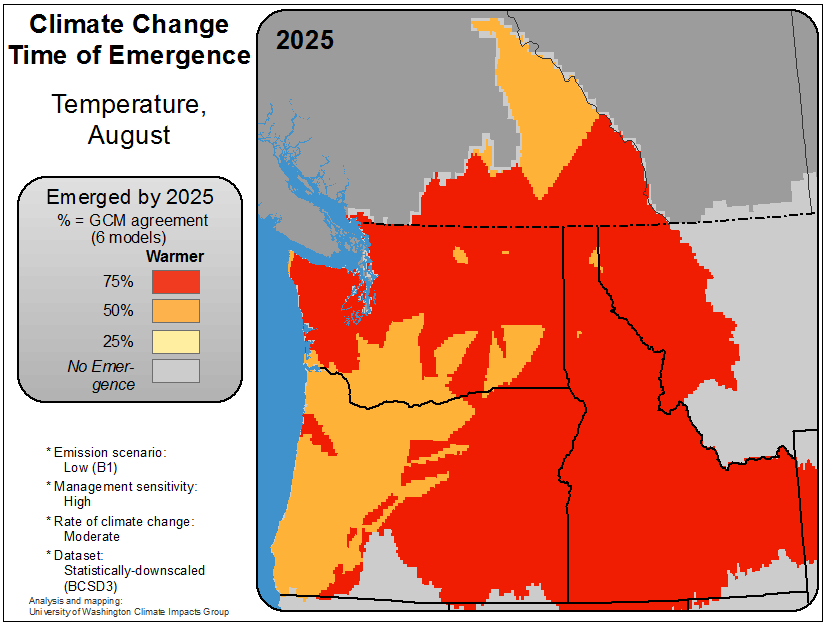 Climate Change
Time of Emergence
Temperature,
August
Emerged by 2025
% = GCM agreement
(6 models)
Warmer
75%
50%
25%
No Emer-
gence
* Emission scenario:
Low (B1)
* Management sensitivity:
High
* Rate of climate change:
Moderate
* Dataset:
Statistically-downscaled
(BCSD3)
Analysis and mapping:
University of Washington Climate Impacts Group
2025